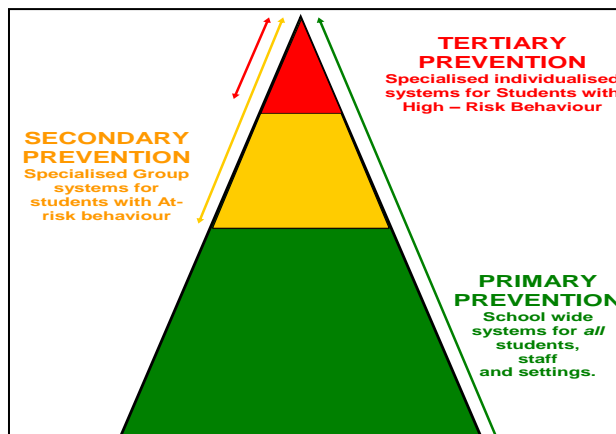 TERTIARY
PREVENTION
Specialised individualised
systems for Students with
High – Risk Behaviour
SECONDARY
PREVENTION
Specialised Group
systems for
students with At-
risk behaviour
PRIMARY
PREVENTION
School wide
systems for all
students,
staff
and settings.